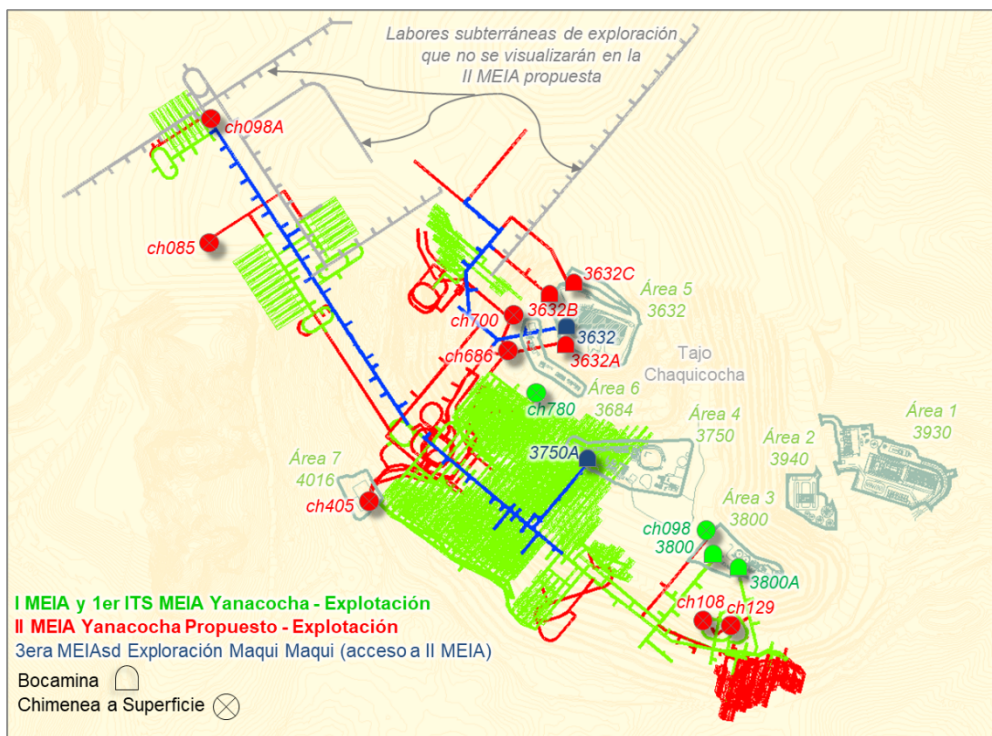 Labores subterráneas de exploración
que no se visualizarán en la
II MEIA propuesta
ch098A
ch085
3632C
Área 5
3632
3632B
ch700
3632
ch686
3632A
Tajo
Chaquicocha
ch780
Área 6
3684
Área 4
3750
Área 1
3930
3750A
Área 2
3940
Área 7
4016
ch405
Área 3
3800
ch098
3800
3800A
ch108
ch129
I MEIA y 1er ITS MEIA Yanacocha - Explotación
II MEIA Yanacocha Propuesto - Explotación
3era MEIAsd Exploración Maqui Maqui (acceso a II MEIA)
Bocamina
Chimenea a Superficie